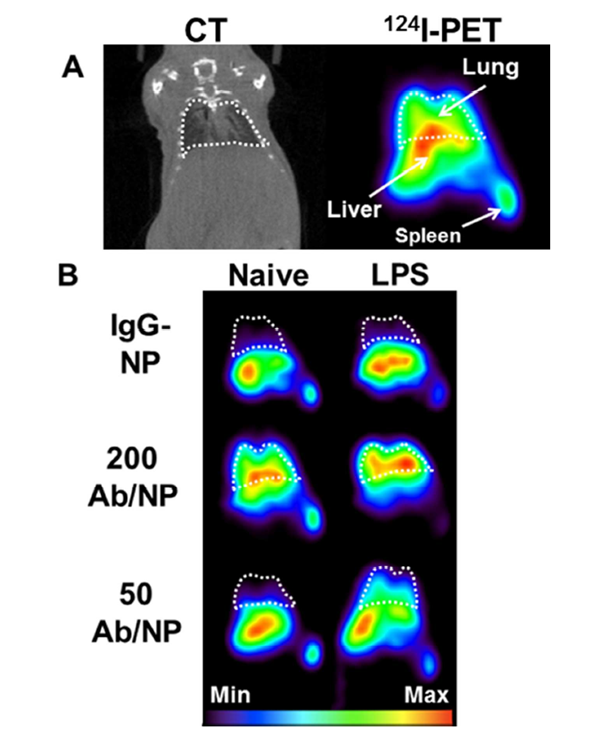 CT
¹²⁴I-PET
A
Lung
Liver
Spleen
B
Naive
LPS
IgG-
NP
200
Ab/NP
50
Ab/NP
Min
Max